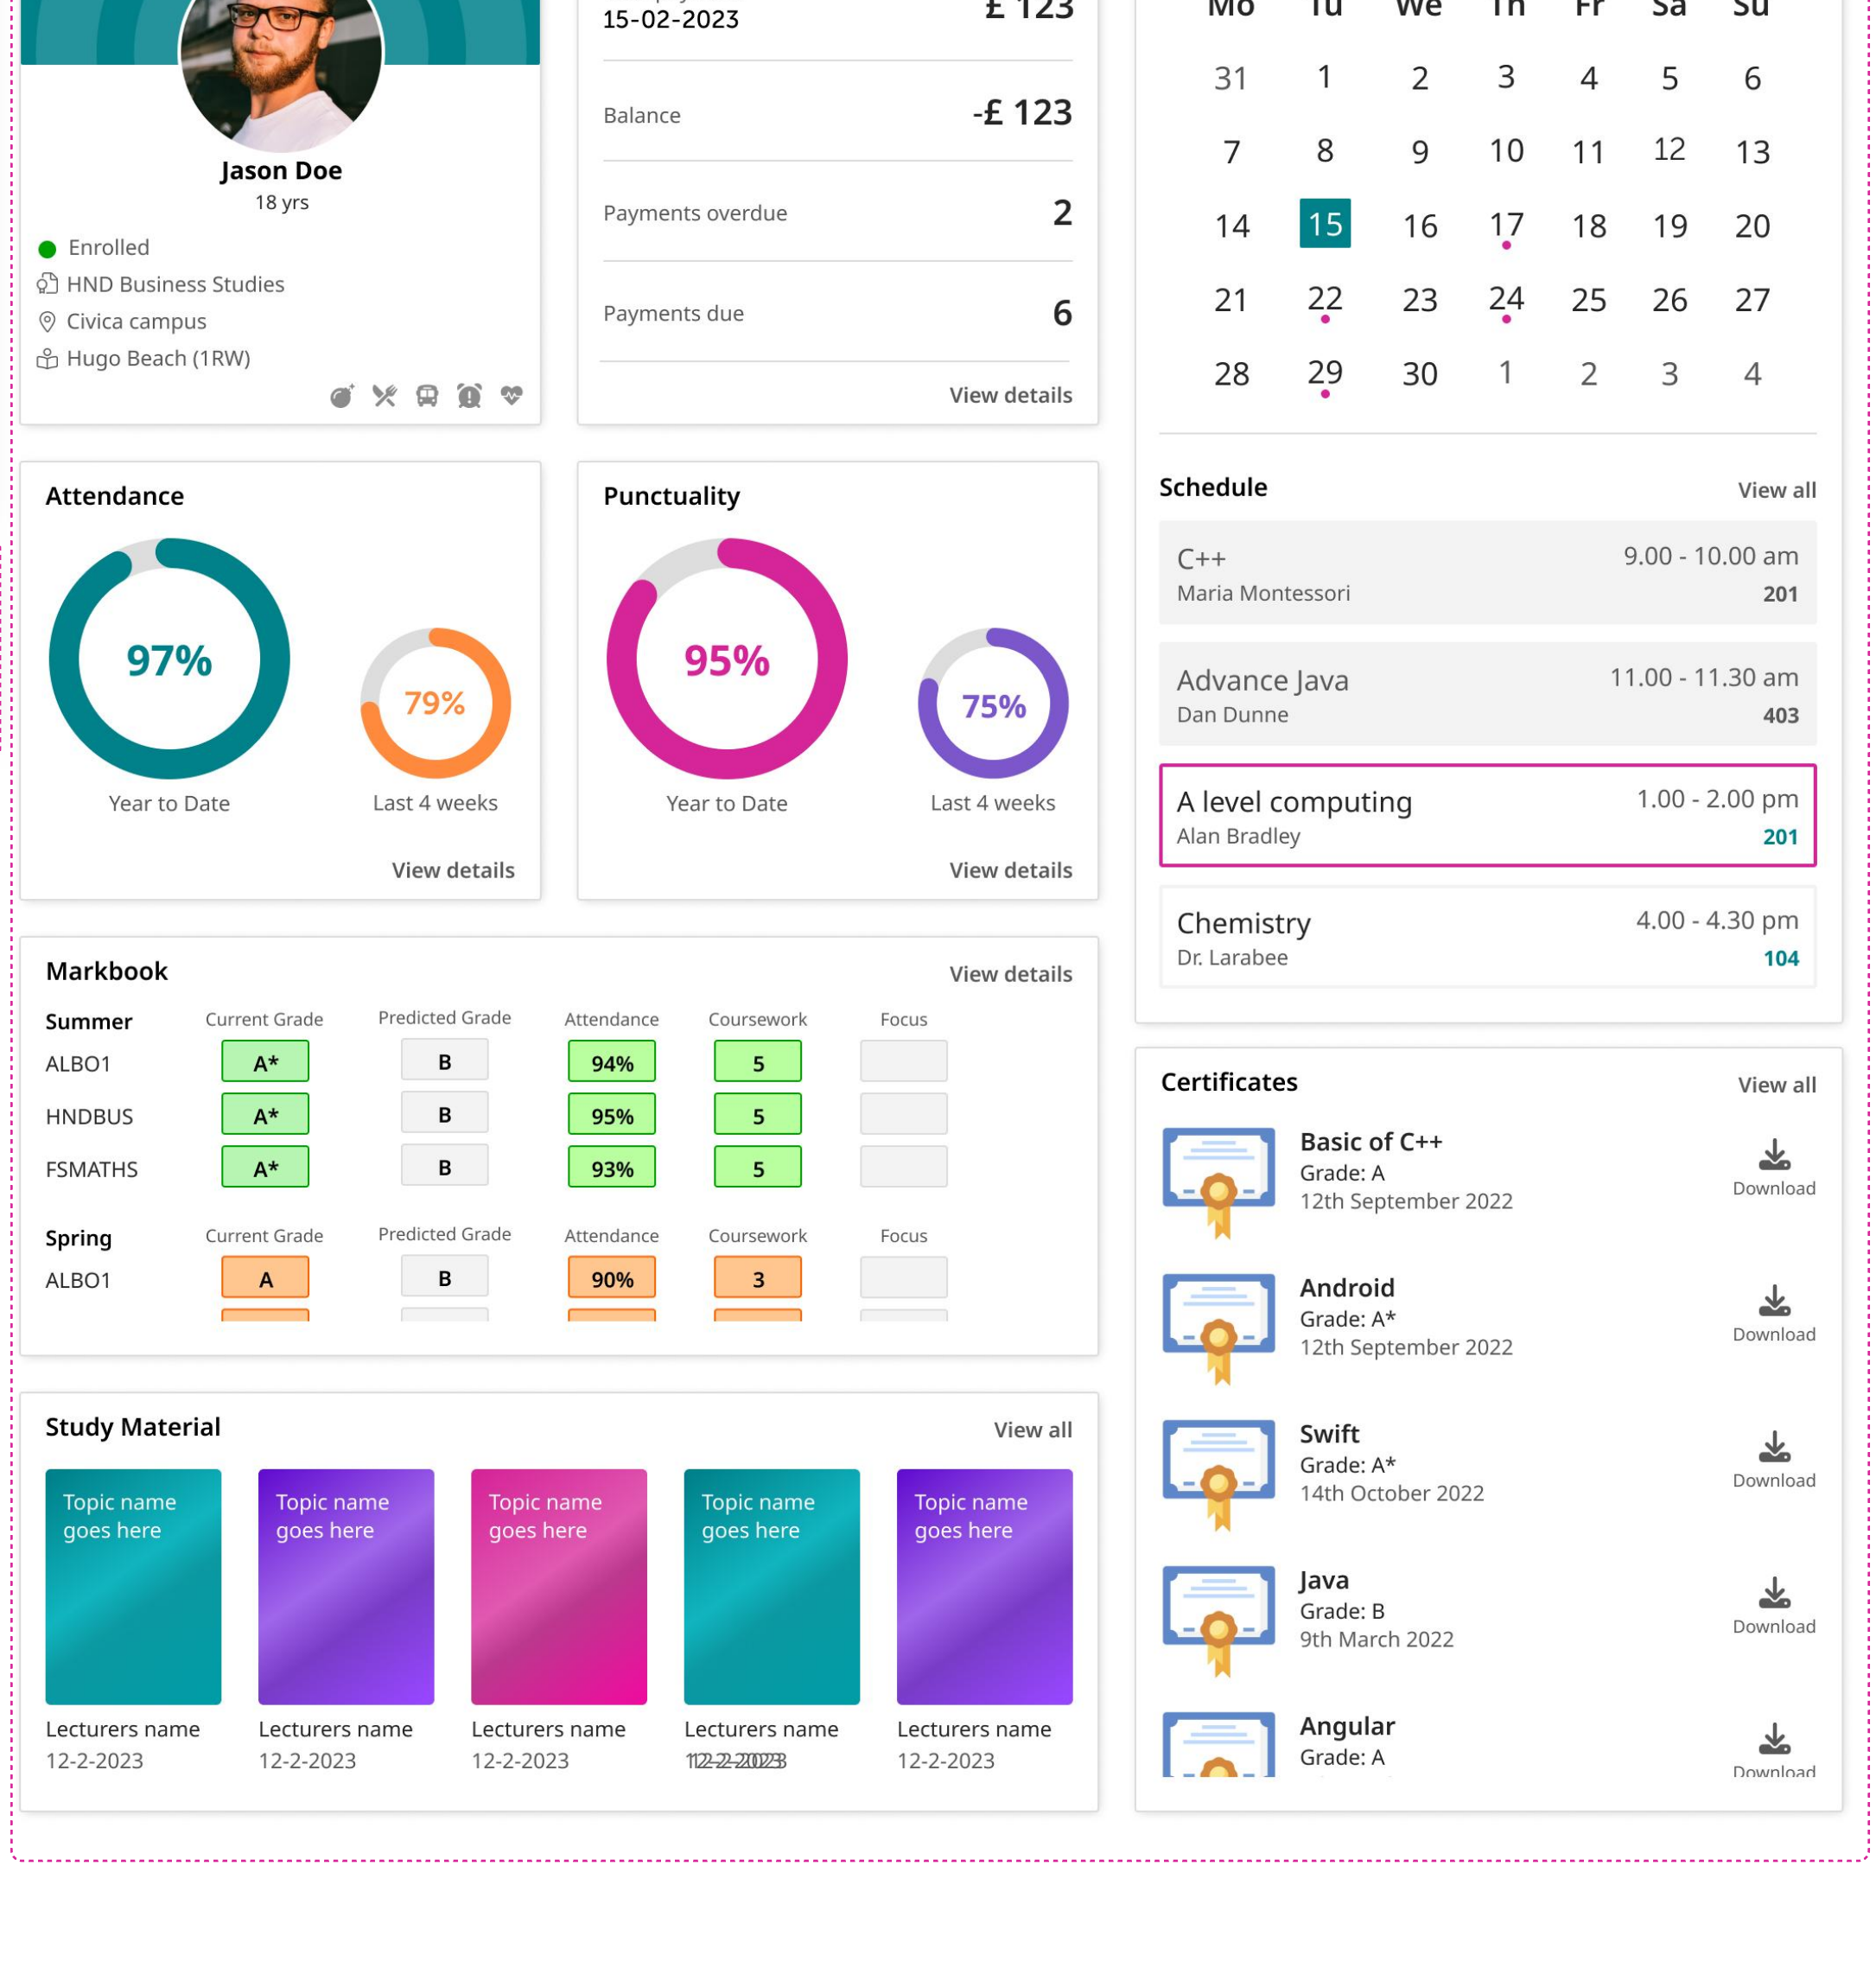 Jason Doe
18 yrs
Enrolled
HND Business Studies
Civica campus
Hugo Beach (1RW)
15-02-2023
£ 123
Balance
-£ 123
Payments overdue
2
Payments due
6
View details
Mo Tu We Th Fr Sa Su
31 1 2 3 4 5 6
7 8 9 10 11 12 13
14 15 16 17 18 19 20
21 22 23 24 25 26 27
28 29 30 1 2 3 4
Schedule
View all
C++
9.00 - 10.00 am
Maria Montessori
201
Advance Java
11.00 - 11.30 am
Dan Dunne
403
A level computing
1.00 - 2.00 pm
Alan Bradley
201
Chemistry
4.00 - 4.30 pm
Dr. Larabee
104
Attendance
97%
79%
Year to Date
Last 4 weeks
View details
Punctuality
95%
75%
Year to Date
Last 4 weeks
View details
Markbook
View details
Summer Current Grade Predicted Grade Attendance Coursework Focus
ALBO1 A* B 94% 5
HNDBUS A* B 95% 5
FSMATHS A* B 93% 5
Spring Current Grade Predicted Grade Attendance Coursework Focus
ALBO1 A B 90% 3
Certificates
View all
Basic of C++
Grade: A
12th September 2022
Download
Android
Grade: A*
12th September 2022
Download
Swift
Grade: A*
14th October 2022
Download
Java
Grade: B
9th March 2022
Download
Angular
Grade: A
Download
Study Material
View all
Topic name
goes here
Lecturers name
12-2-2023
Topic name
goes here
Lecturers name
12-2-2023
Topic name
goes here
Lecturers name
12-2-2023
Topic name
goes here
Lecturers name
12-2-2023
Topic name
goes here
Lecturers name
12-2-2023